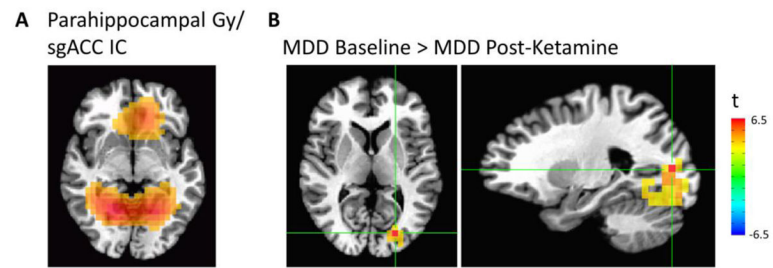 A Parahippocampal Gy/
sgACC IC
B
MDD Baseline > MDD Post-Ketamine
t
6.5
-6.5